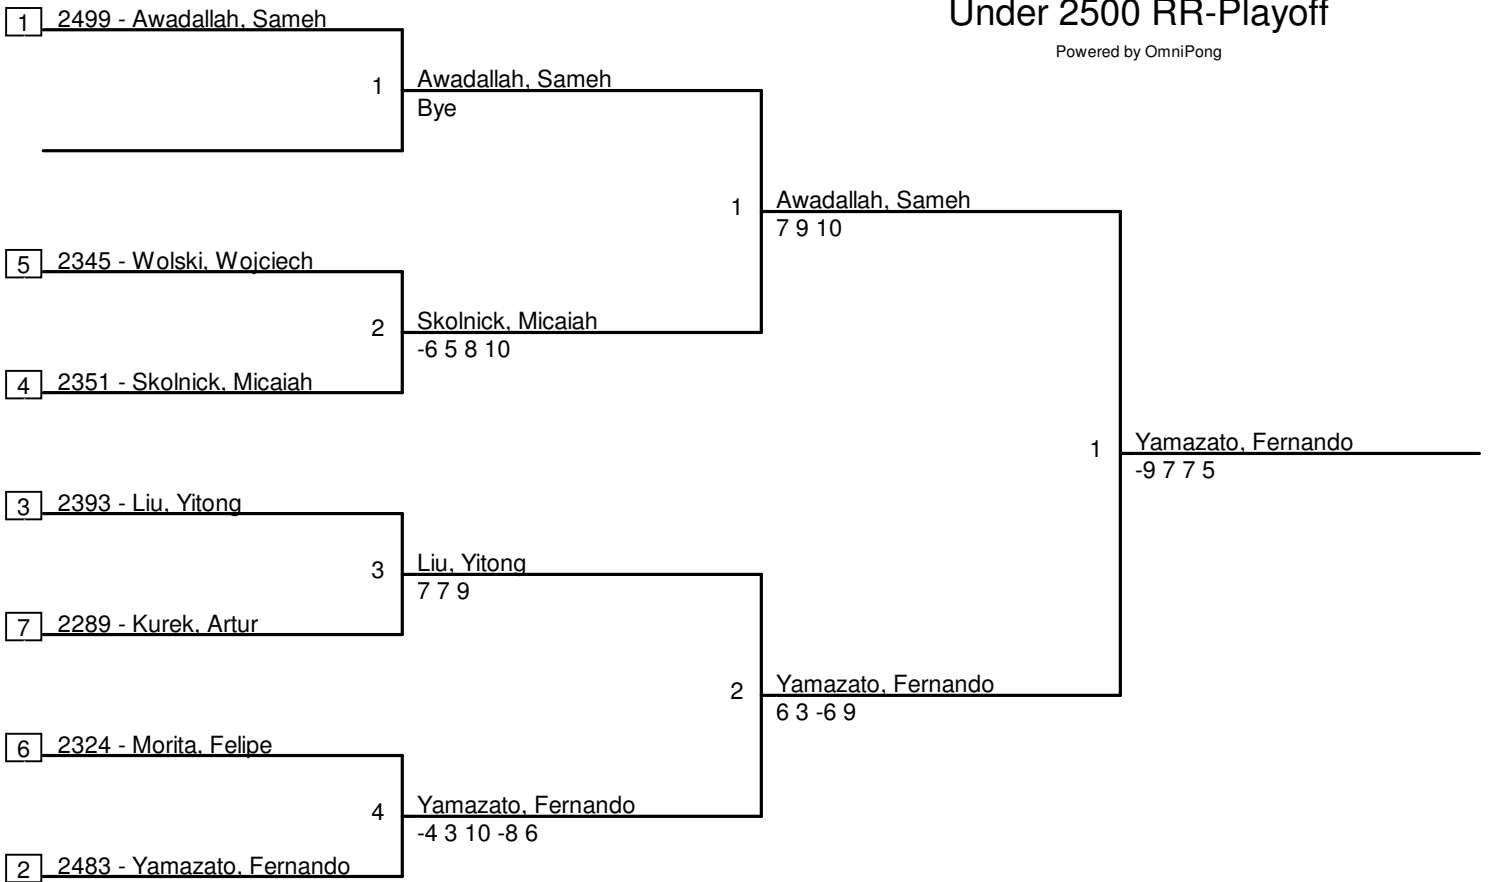 Under 2500 RR-Playoff
Powered by OmniPong
1 2499 - Awadallah, Sameh
1 Awadallah, Sameh
Bye
1 Awadallah, Sameh
7 9 10
5 2345 - Wolski, Wojciech
2 Skolnick, Micaiah
-6 5 8 10
4 2351 - Skolnick, Micaiah
1 Yamazato, Fernando
-9 7 7 5
3 2393 - Liu, Yitong
3 Liu, Yitong
7 7 9
7 2289 - Kurek, Artur
2 Yamazato, Fernando
6 3 -6 9
6 2324 - Morita, Felipe
4 Yamazato, Fernando
-4 3 10 -8 6
2 2483 - Yamazato, Fernando